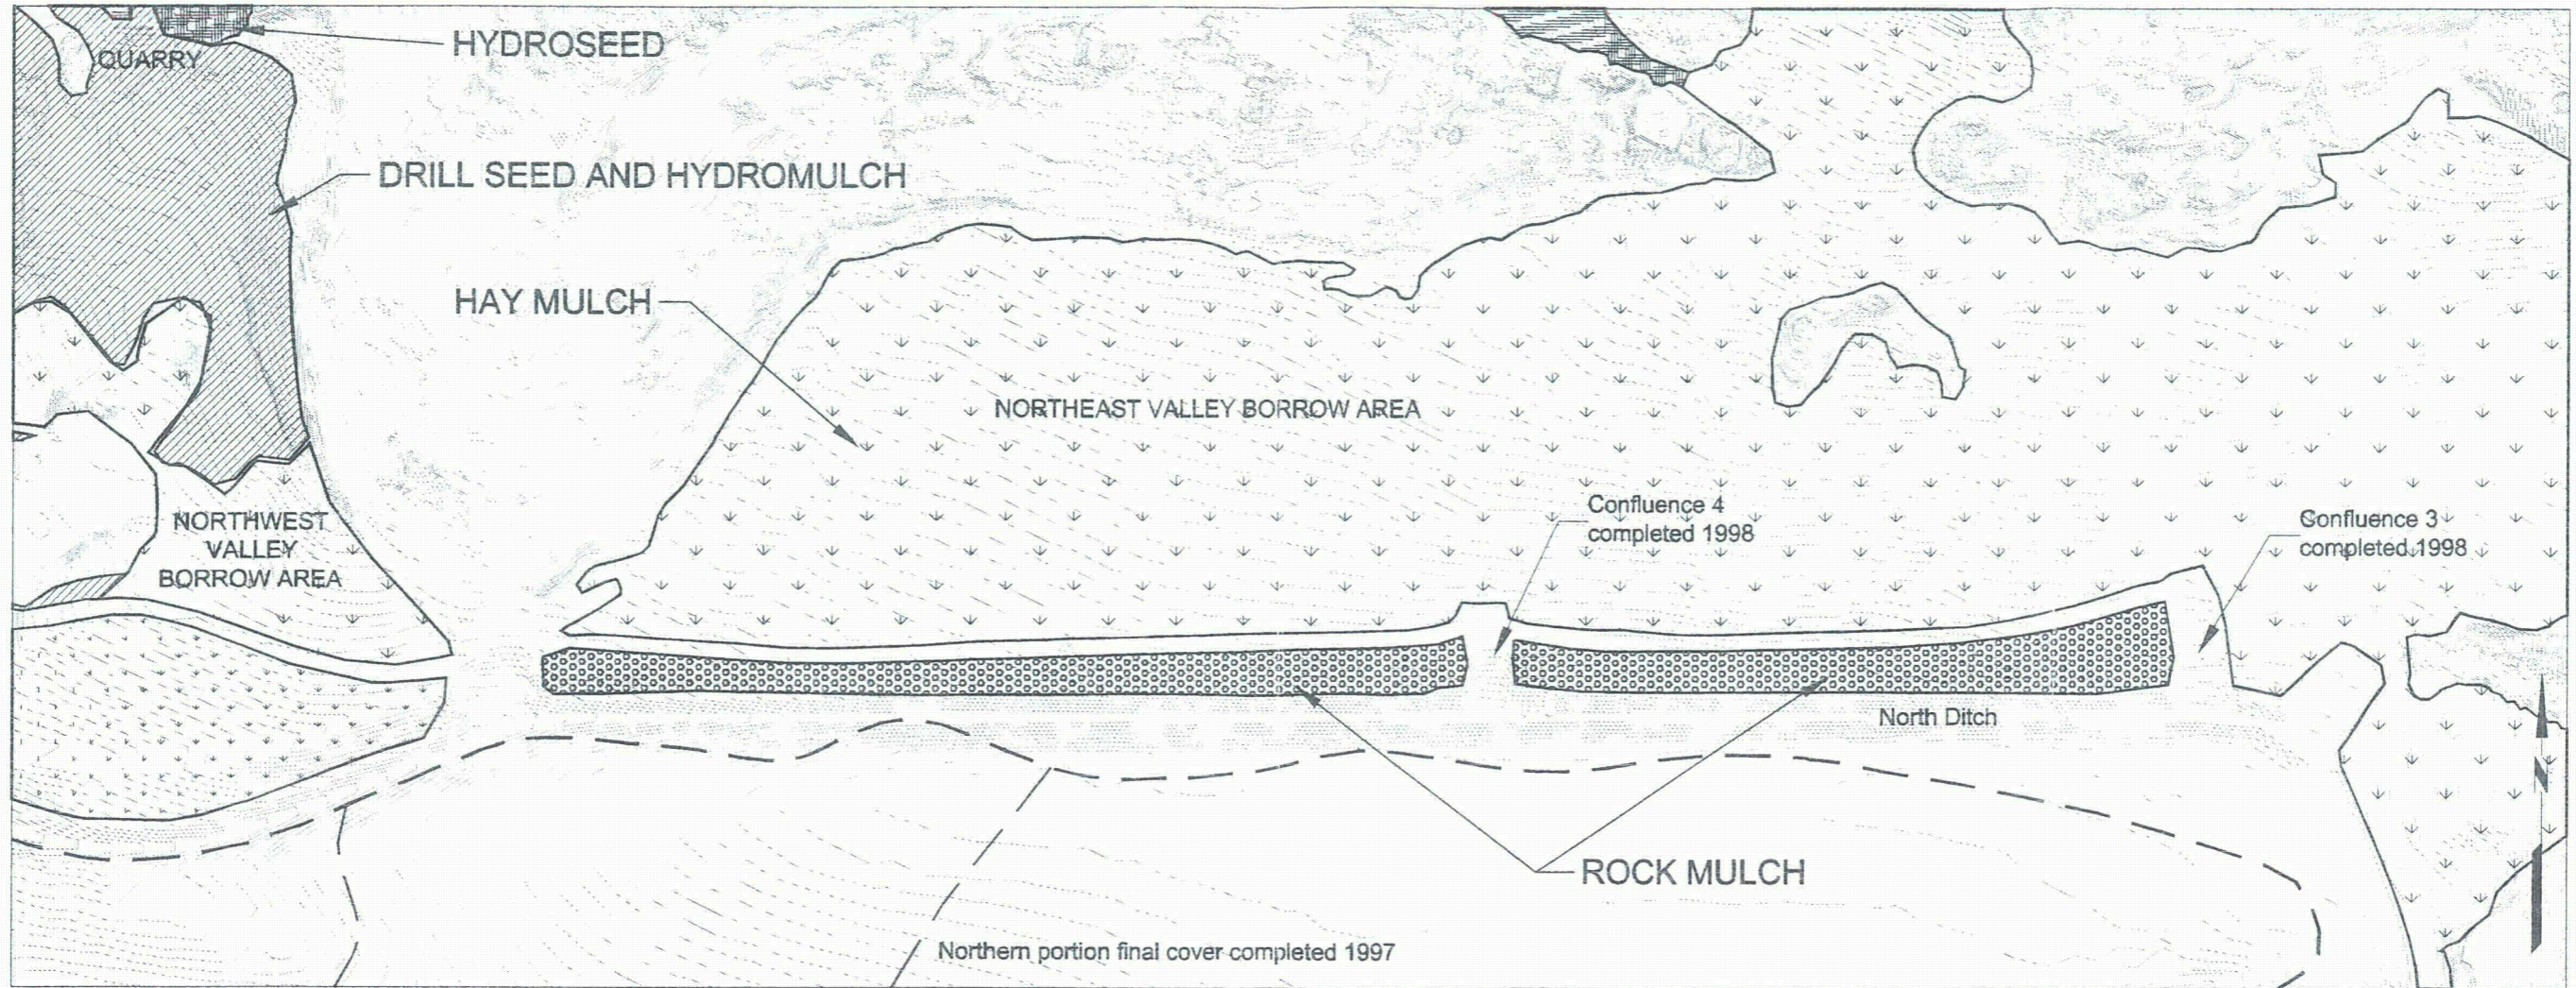 HYDROSEED
QUARRY
DRILL SEED AND HYDROMULCH
HAY MULCH
NORTHEAST VALLEY BORROW AREA
Confluence 4
completed 1998
Confluence 3
completed 1998
NORTHWEST
VALLEY
BORROW AREA
North Ditch
N
ROCK MULCH
Northern portion final cover completed 1997